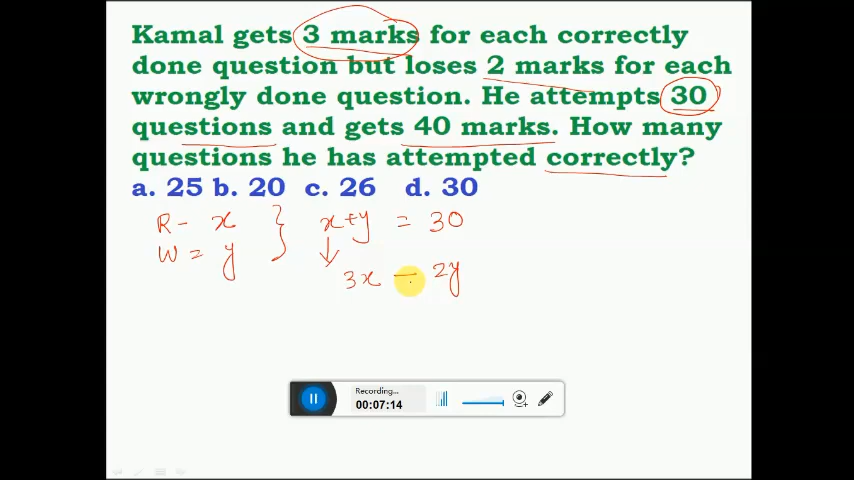 Kamal gets 3 marks for each correctly
done question but loses 2 marks for each
wrongly done question. He attempts 30
questions and gets 40 marks. How many
questions he has attempted correctly?
a. 25 b. 20 c. 26 d. 30
R - x } x+y = 30
W = y
3x - 2y
Recording...
00:07:14